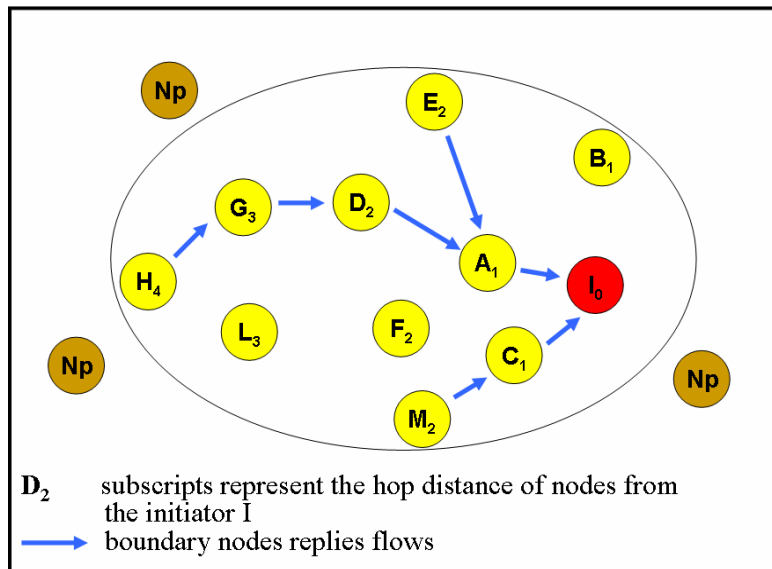 Np
E₂
B₁
G₃
D₂
A₁
H₄
I₀
L₃
F₂
C₁
Np
Np
M₂
D₂ subscripts represent the hop distance of nodes from
the initiator I
boundary nodes replies flows